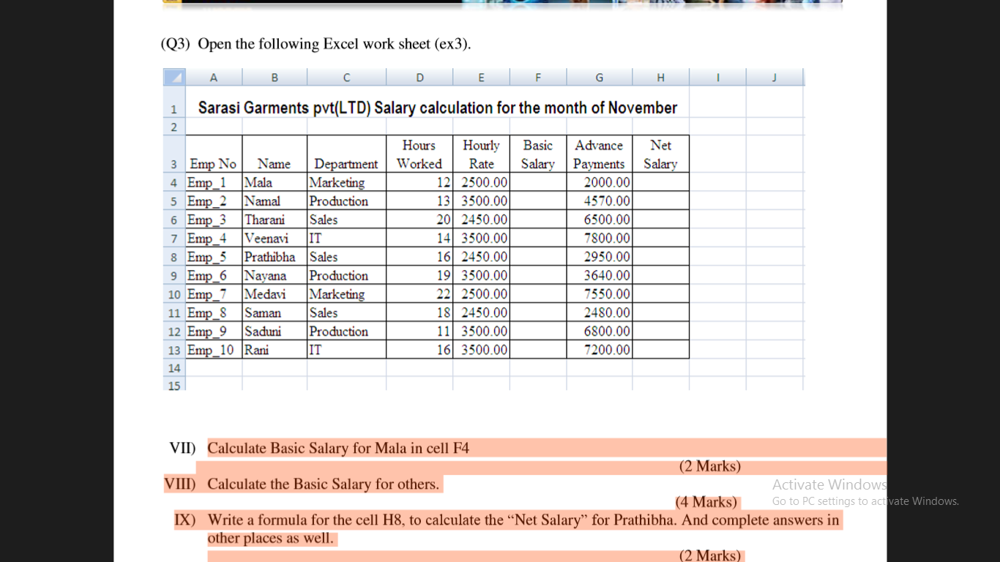 (Q3) Open the following Excel work sheet (ex3).
A B C D E F G H I J
1 Sarasi Garments pvt(LTD) Salary calculation for the month of November
2
Hours Hourly Basic Advance Net
3 Emp No Name Department Worked Rate Salary Payments Salary
4 Emp_1 Mala Marketing 12 2500.00 2000.00
5 Emp_2 Namal Production 13 3500.00 4570.00
6 Emp_3 Tharani Sales 20 2450.00 6500.00
7 Emp_4 Veenavi IT 14 3500.00 7800.00
8 Emp_5 Prathibha Sales 16 2450.00 2950.00
9 Emp_6 Nayana Production 19 3500.00 3640.00
10 Emp_7 Medavi Marketing 22 2500.00 7550.00
11 Emp_8 Saman Sales 18 2450.00 2480.00
12 Emp_9 Saduni Production 11 3500.00 6800.00
13 Emp_10 Rani IT 16 3500.00 7200.00
14
15
VII) Calculate Basic Salary for Mala in cell F4
(2 Marks)
VIII) Calculate the Basic Salary for others.
(4 Marks)
Activate Windows
Go to PC settings to activate Windows.
IX) Write a formula for the cell H8, to calculate the “Net Salary” for Prathibha. And complete answers in
other places as well.
(2 Marks)